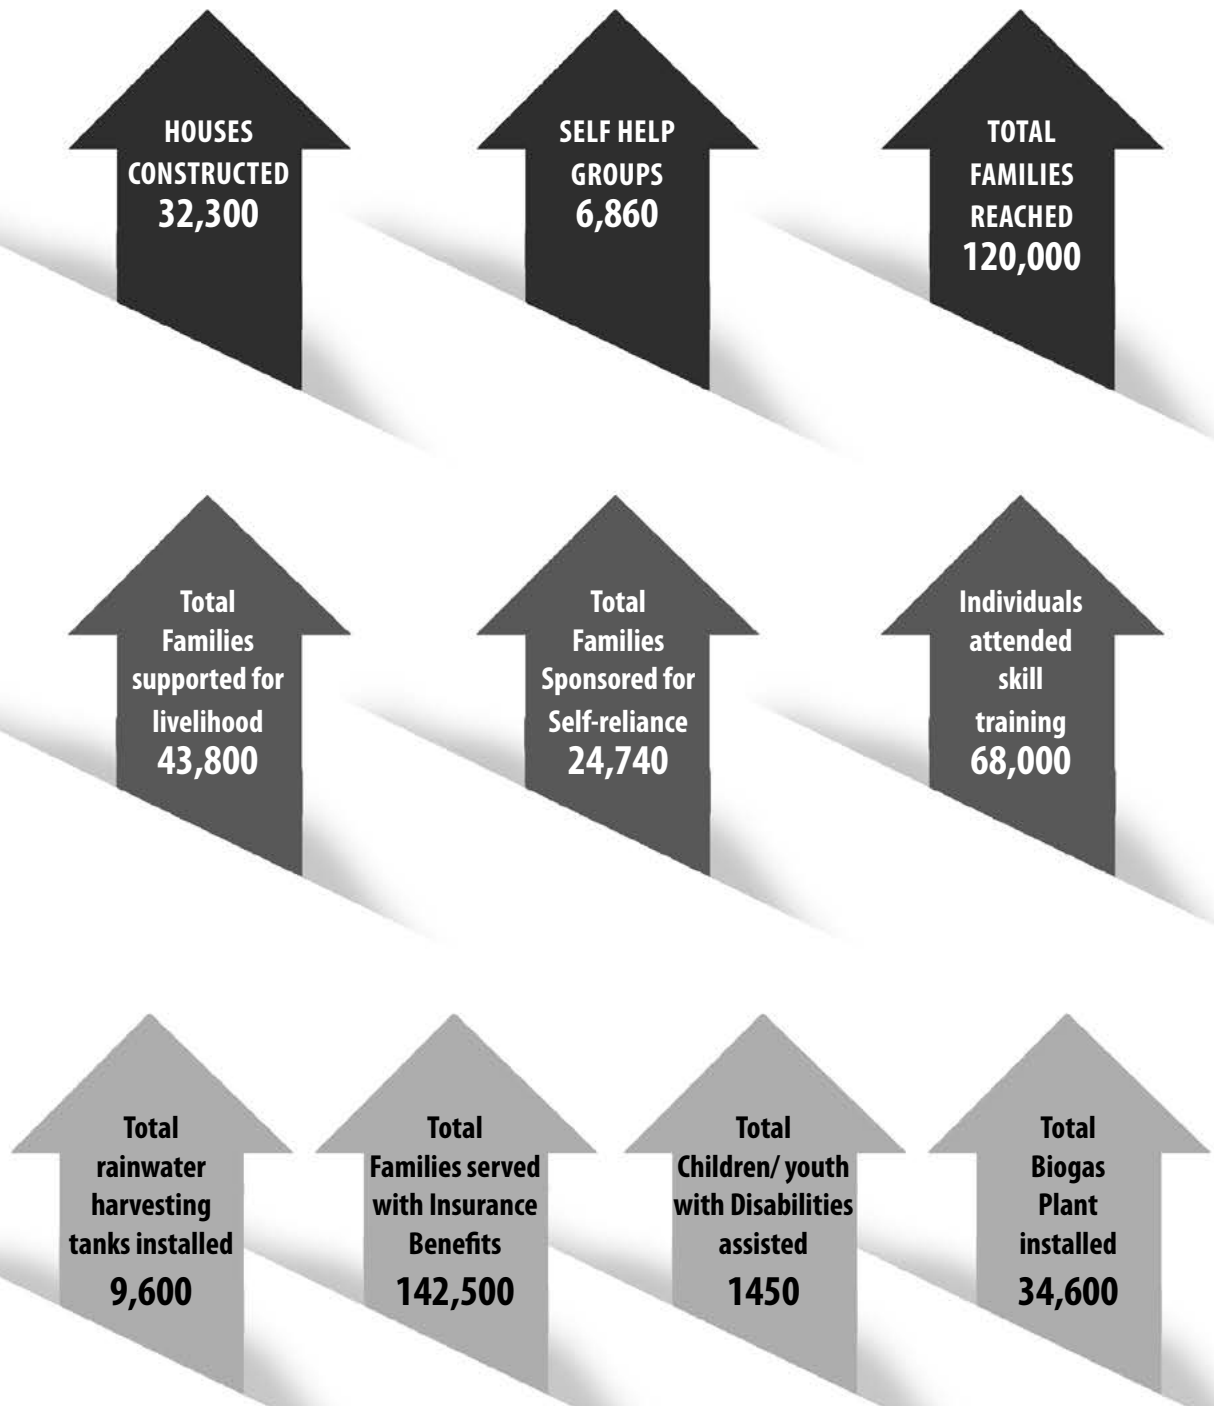 HOUSES
CONSTRUCTED
32,300
SELF HELP
GROUPS
6,860
TOTAL
FAMILIES
REACHED
120,000
Total
Families
supported for
livelihood
43,800
Total
Families
Sponsored for
Self-reliance
24,740
Individuals
attended
skill
training
68,000
Total
rainwater
harvesting
tanks installed
9,600
Total
Families served
with Insurance
Benefits
142,500
Total
Children/ youth
with Disabilities
assisted
1450
Total
Biogas
Plant
installed
34,600